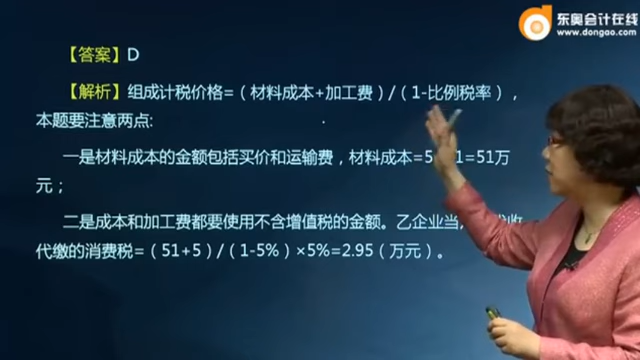 东奥会计在线
www.dongao.com
【答案】D
【解析】组成计税价格=（材料成本+加工费）/（1-比例税率），
本题要注意两点:
一是材料成本的金额包括买价和运输费，材料成本=5 1=51万
元；
二是成本和加工费都要使用不含增值税的金额。乙企业当 收
代缴的消费税=（51+5）/（1-5%）×5%=2.95（万元）。